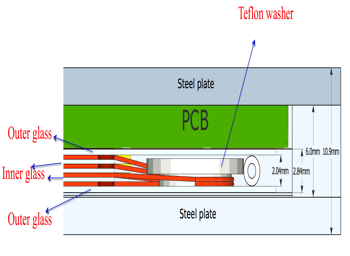 Teflon washer
Steel plate
PCB
Outer glass
6.0mm 10.9mm
Inner glass
2.04mm 2.84mm
Outer glass
Steel plate